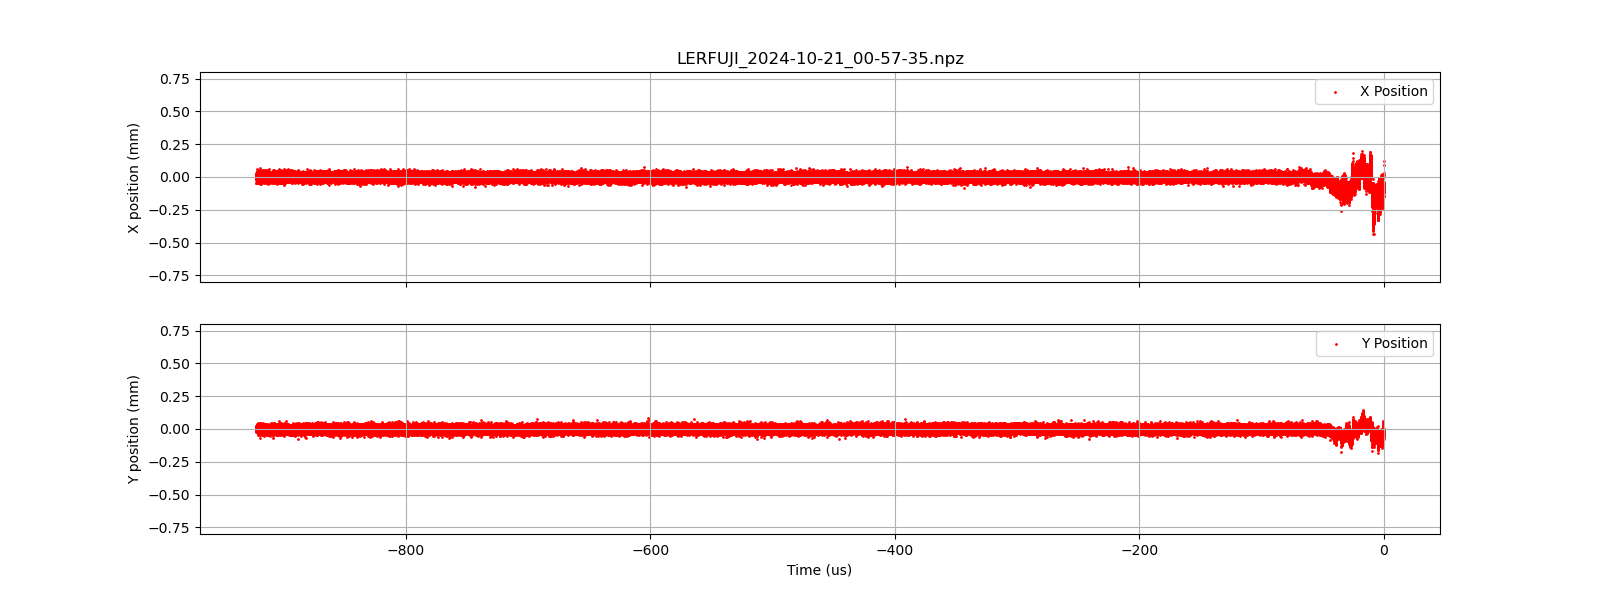 LERFUJI_2024-10-21_00-57-35.npz
0.75
0.50
0.25
0.00
−0.25
−0.50
−0.75
X position (mm)
X Position
0.75
0.50
0.25
0.00
−0.25
−0.50
−0.75
Y position (mm)
Y Position
−800 −600 −400 −200 0
Time (us)